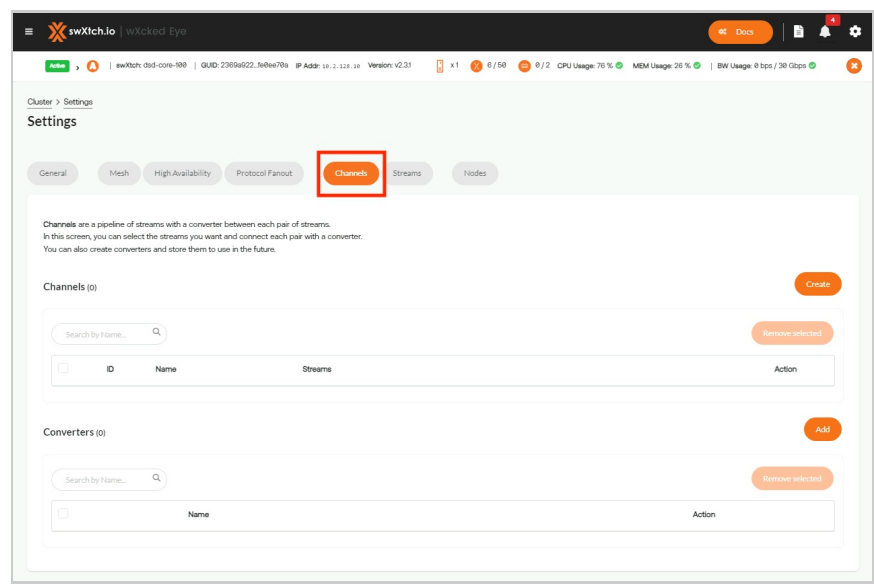 swXtch.io | wXcked Eye
Docs
4
Active > A | swXtch: dsd-core-100 | GUID: 2369a922..fe0ee70a IP Addr: 10.2.128.10 Version: v2.3.1 x 1 6 / 50 0 / 2 CPU Usage: 76 % MEM Usage: 26 % | BW Usage: 0 bps / 30 Gbps
Cluster > Settings
Settings
General Mesh High Availability Protocol Fanout Channels Streams Nodes
Channels are a pipeline of streams with a converter between each pair of streams.
In this screen, you can select the streams you want and connect each pair with a converter.
You can also create converters and store them to use in the future.
Channels (0)
Create
Search by Name...
Remove selected
ID Name Streams Action
Converters (0)
Add
Search by Name...
Remove selected
Name Action